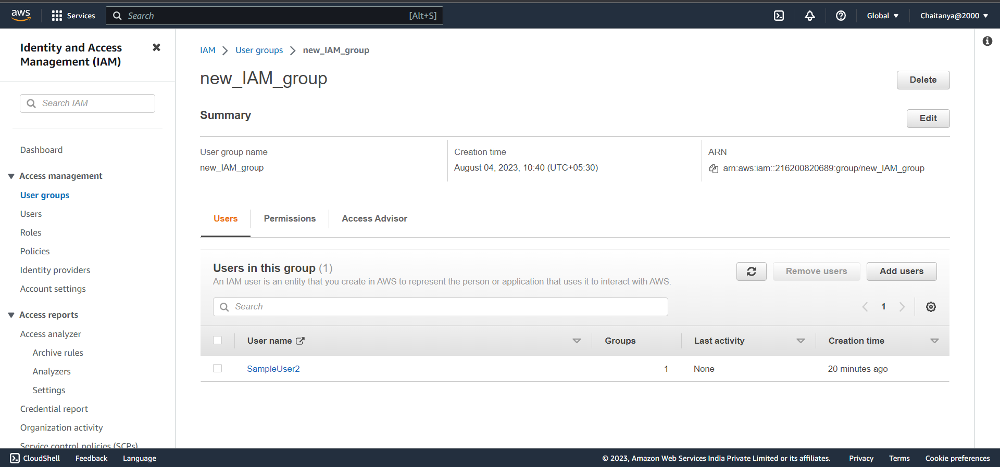 aws Services Search [Alt+S] Global Chaitanya@2000
Identity and Access
Management (IAM)
Search IAM
Dashboard
Access management
User groups
Users
Roles
Policies
Identity providers
Account settings
Access reports
Access analyzer
Archive rules
Analyzers
Settings
Credential report
Organization activity
Service control policies (SCPs)
IAM User groups new_IAM_group
new_IAM_group
Delete
Summary
Edit
User group name
new_IAM_group
Creation time
August 04, 2023, 10:40 (UTC+05:30)
ARN
arn:aws:iam::216200820689:group/new_IAM_group
Users Permissions Access Advisor
Users in this group (1)
An IAM user is an entity that you create in AWS to represent the person or application that uses it to interact with AWS.
Remove users Add users
Search
1
User name Groups Last activity Creation time
SampleUser2 1 None 20 minutes ago
CloudShell Feedback Language © 2023, Amazon Web Services India Private Limited or its affiliates. Privacy Terms Cookie preferences